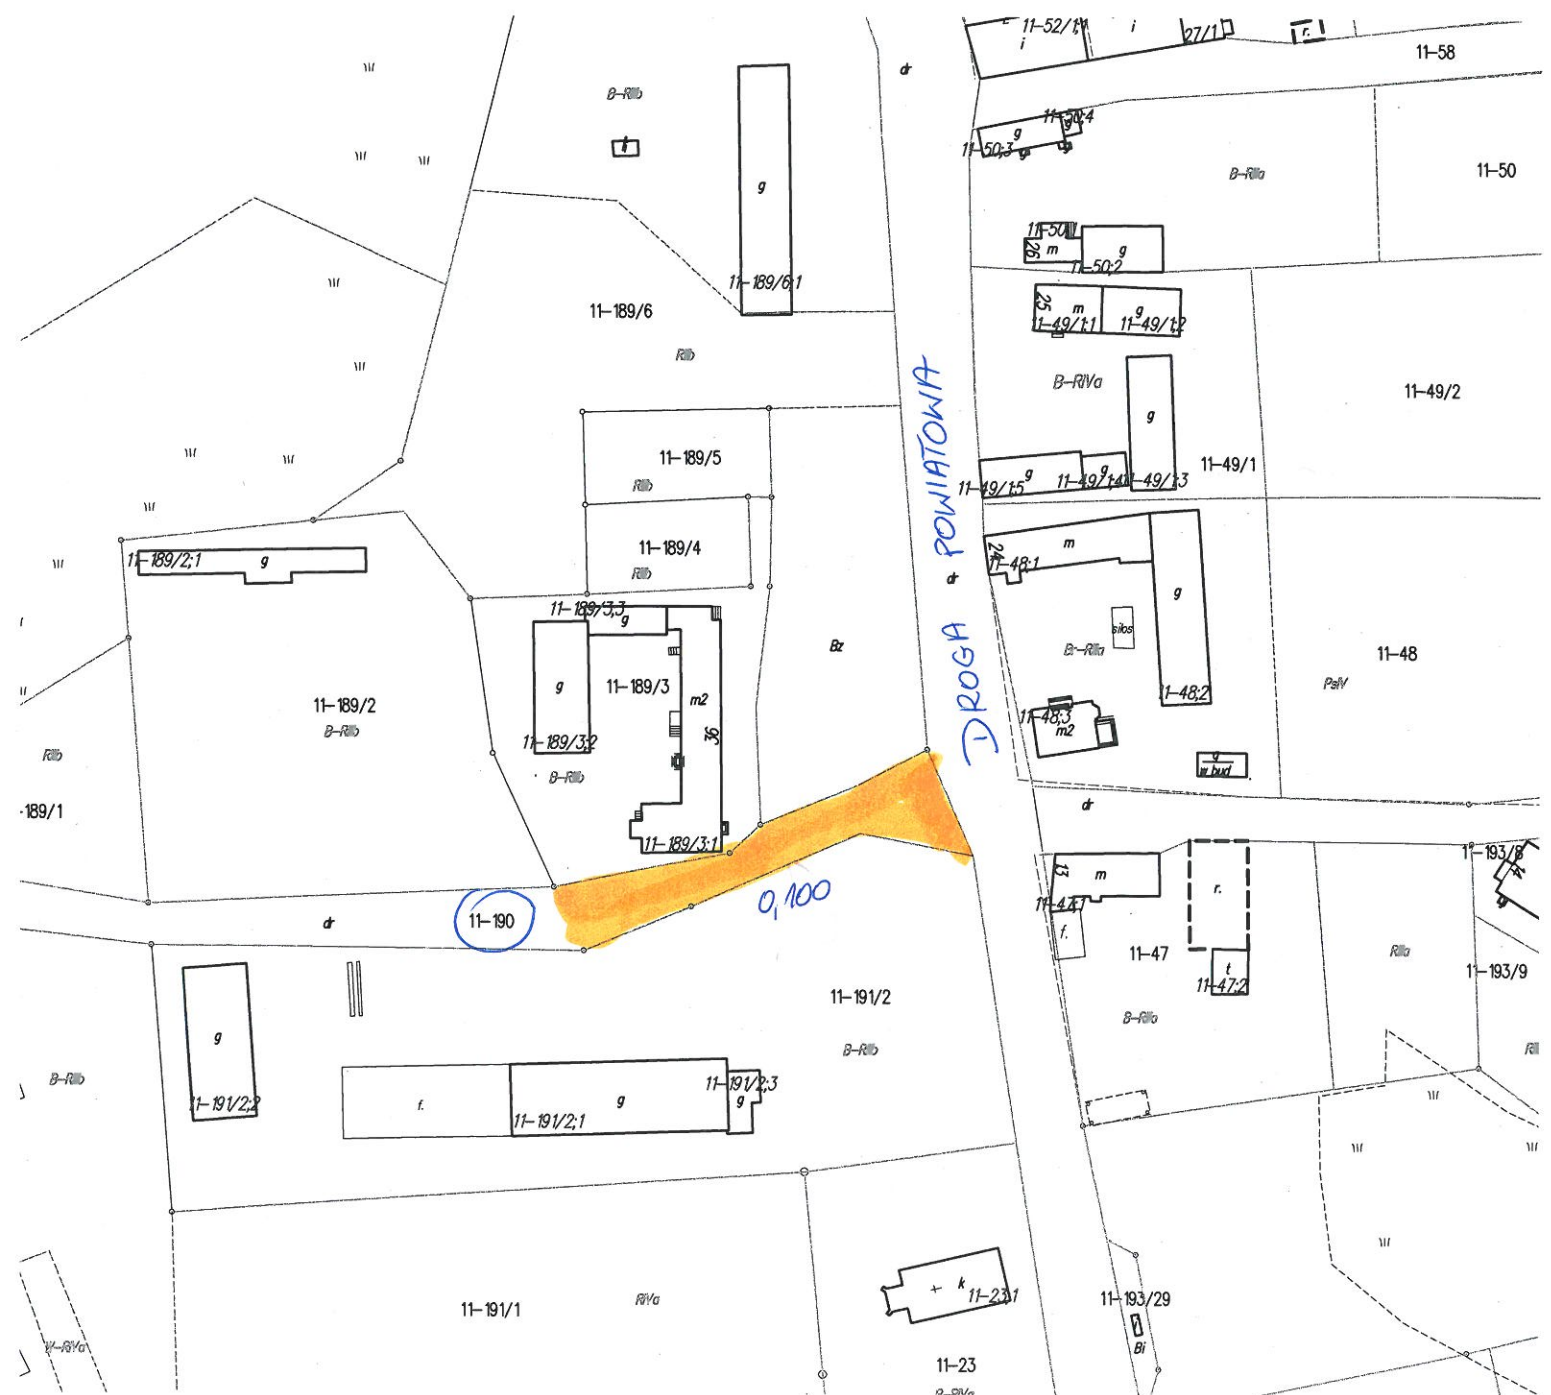 11-52/1;1
i
i
27/1
r.
11-58
dr
B-RIIIb
g
11-50;4
g
11-50;3
g
g
B-RIIIa
11-50
11-50;1
26
m
g
11-50;2
11-189/6;1
11-189/6
RIIIb
25
m
g
11-49/1;1
11-49/1;2
B-RIVa
11-49/2
g
DROGA POWIATOWA
11-189/5
RIIIb
g
g
11-49/1;5
11-49/1;4
11-49/1;3
11-49/1
11-189/4
RIIIb
11-189/2;1
g
24
m
11-48;1
dr
g
silos
11-189/3;3
g
g
11-189/3
m2
36
11-189/3;2
B-RIIIb
11-189/3;1
Bz
Br-RIIIa
11-48
PsIV
11-48;2
11-48;3
m2
g
w bud
11-189/2
B-RIIIb
RIIIb
-189/1
dr
11-190
0,100
dr
13
m
r.
11-193/8
14
11-47;1
f.
11-47
t
11-47;2
RIIIa
11-193/9
B-RIIIa
11-191/2
B-RIIIb
g
11-191/2;2
B-RIIIb
f.
g
11-191/2;1
11-191/2;3
g
11-191/1
RIVa
k
11-23;1
11-193/29
Bi
11-23
B-RIVa